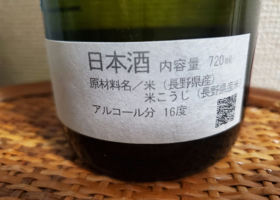 日本酒 内容量 720ml
原材料名／米（長野県産）
米こうじ（長野県産米）
アルコール分 16度